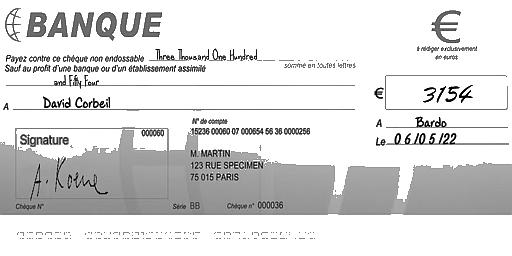 BANQUE
€
à rédiger exclusivement
en euros
Payez contre ce chèque non endossable Three Thousand One Hundred
Sauf au profit d'une banque ou d'un établissement assimilé
somme en toutes lettres
and Fifty Four
€ 3154
A David Corbeil
A Bardo
Le 06/05/22
Signature
000060
N° de compte
15236 00060 07 000654 56 36 0000256
M. MARTIN
123 RUE SPECIMEN
75 015 PARIS
A. Kone
Chèque N°
Série BB
Chèque n° 000036